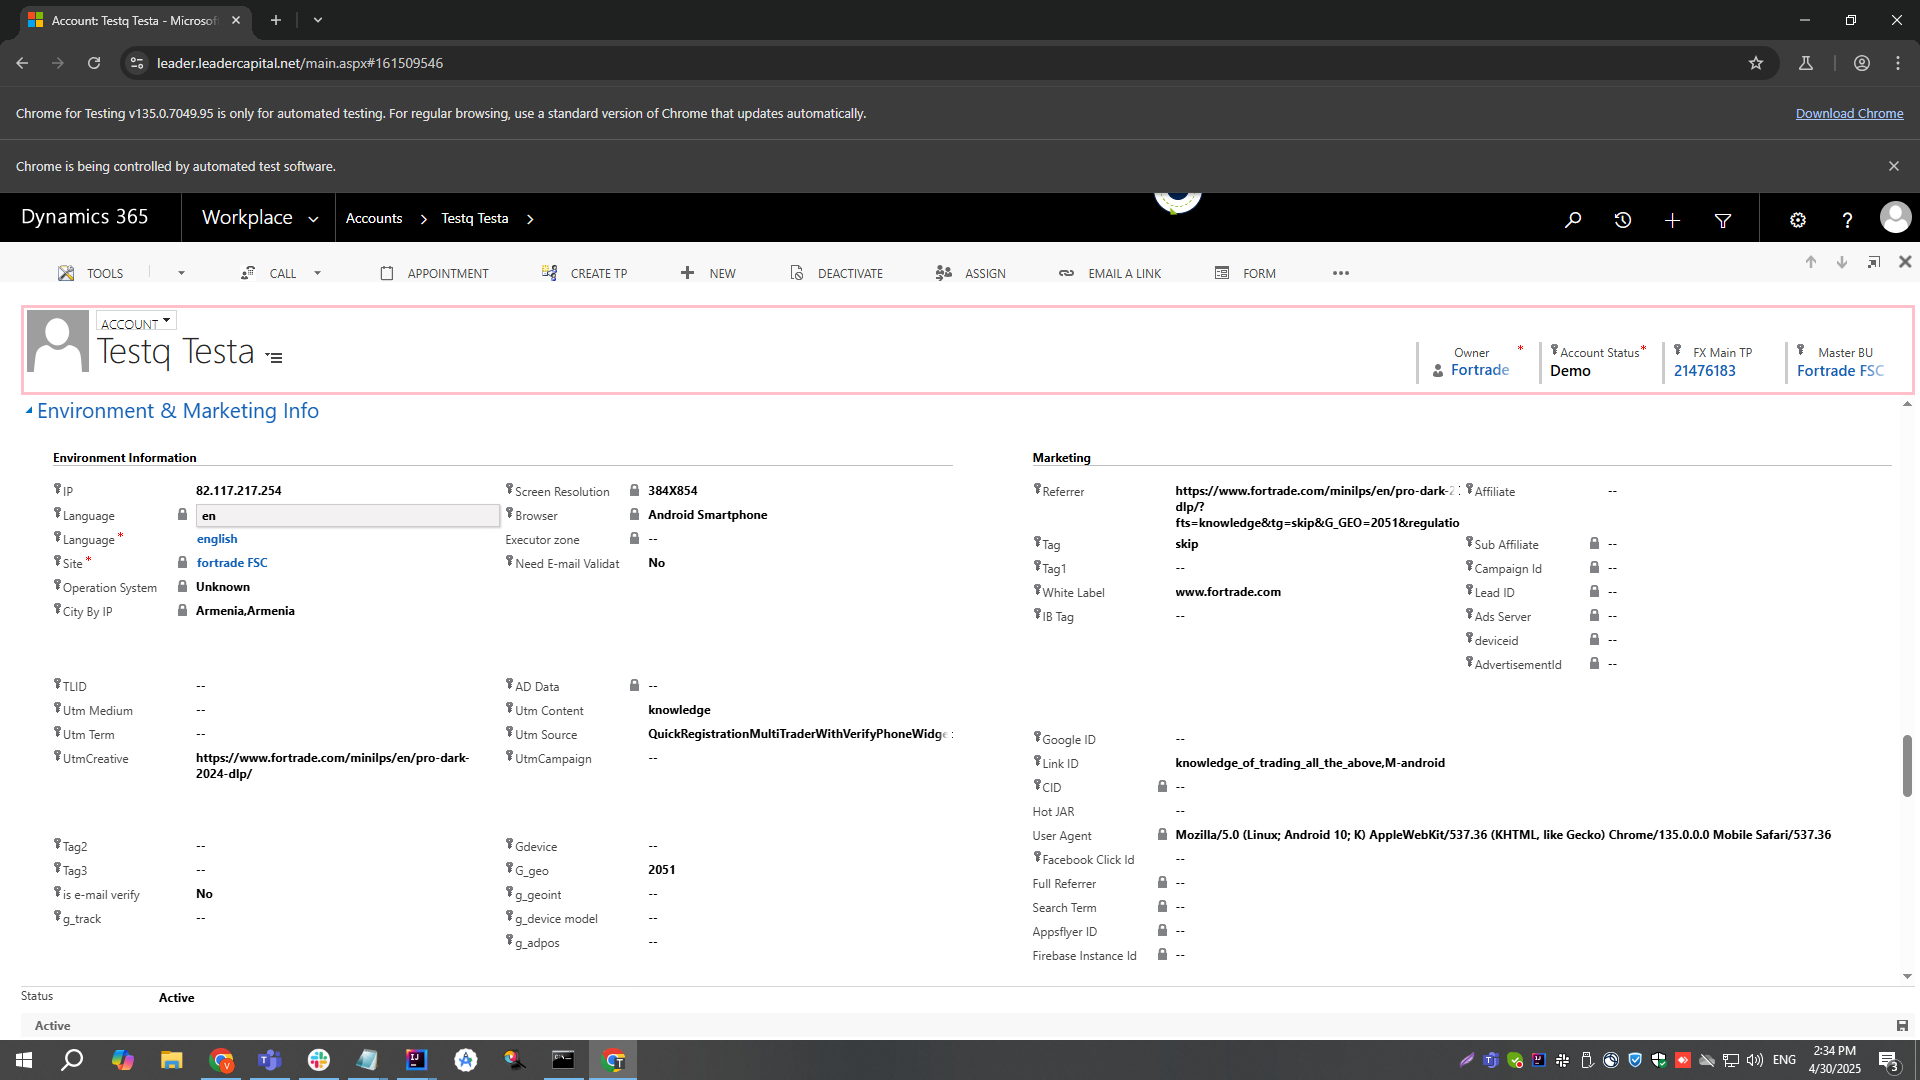 Account: Testq Testa - Microsof
leader.leadercapital.net/main.aspx#161509546
Chrome for Testing v135.0.7049.95 is only for automated testing. For regular browsing, use a standard version of Chrome that updates automatically.
Download Chrome
Chrome is being controlled by automated test software.
Dynamics 365
Workplace
Accounts
Testq Testa
TOOLS
CALL
APPOINTMENT
CREATE TP
NEW
DEACTIVATE
ASSIGN
EMAIL A LINK
FORM
ACCOUNT
Testq Testa
Owner *
Fortrade
Account Status *
Demo
FX Main TP
21476183
Master BU
Fortrade FSC
Environment & Marketing Info
Environment Information
IP 82.117.217.254
Language en
Language * english
Site * fortrade FSC
Operation System Unknown
City By IP Armenia,Armenia
Screen Resolution 384X854
Browser Android Smartphone
Executor zone --
Need E-mail Validat No
TLID --
Utm Medium --
Utm Term --
UtmCreative https://www.fortrade.com/minilps/en/pro-dark-
2024-dlp/
AD Data --
Utm Content knowledge
Utm Source QuickRegistrationMultiTraderWithVerifyPhoneWidge
UtmCampaign --
Tag2 --
Tag3 --
is e-mail verify No
g_track --
Gdevice --
G_geo 2051
g_geoint --
g_device model --
g_adpos --
Marketing
Referrer https://www.fortrade.com/minilps/en/pro-dark-2
dlp/?
fts=knowledge&tg=skip&G_GEO=2051&regulatio
Tag skip
Tag1 --
White Label www.fortrade.com
IB Tag --
Affiliate --
Sub Affiliate --
Campaign Id --
Lead ID --
Ads Server --
deviceid --
AdvertisementId --
Google ID --
Link ID knowledge_of_trading_all_the_above,M-android
CID --
Hot JAR --
User Agent Mozilla/5.0 (Linux; Android 10; K) AppleWebKit/537.36 (KHTML, like Gecko) Chrome/135.0.0.0 Mobile Safari/537.36
Facebook Click Id --
Full Referrer --
Search Term --
Appsflyer ID --
Firebase Instance Id --
Status Active
Active
ENG
2:34 PM
4/30/2025
3